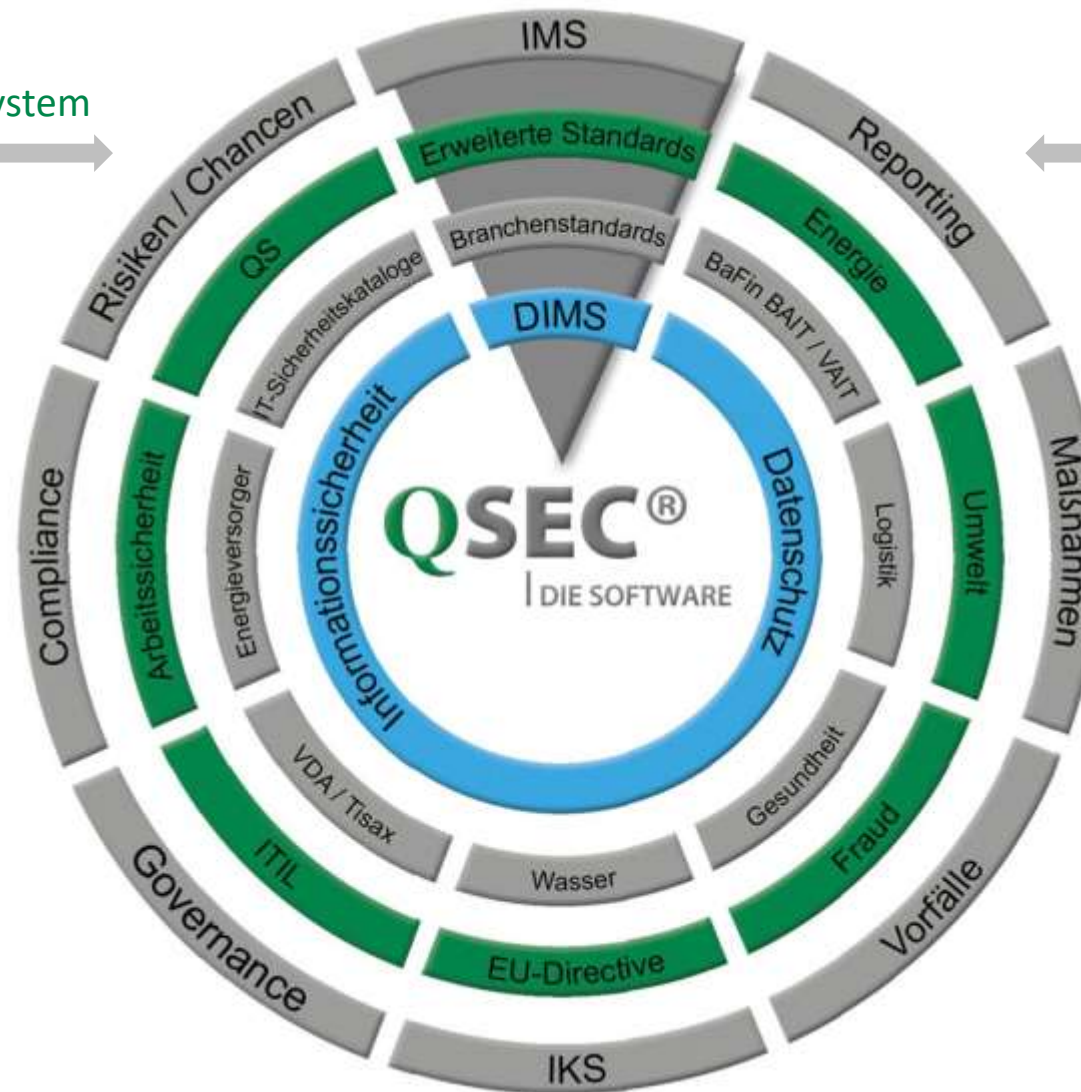 ystem
IMS
Erweiterte Standards
Branchenstandards
DIMS
Reporting
Maßnahmen
Vorfälle
IKS
Governance
Compliance
Risiken / Chancen
Energie
Umwelt
Fraud
EU-Directive
ITIL
Arbeitssicherheit
QS
BaFin BAIT / VAIT
Logistik
Gesundheit
Wasser
VDA / Tisax
Energieversorger
IT-Sicherheitskataloge
Datenschutz
Informationssicherheit
QSEC®
| DIE SOFTWARE